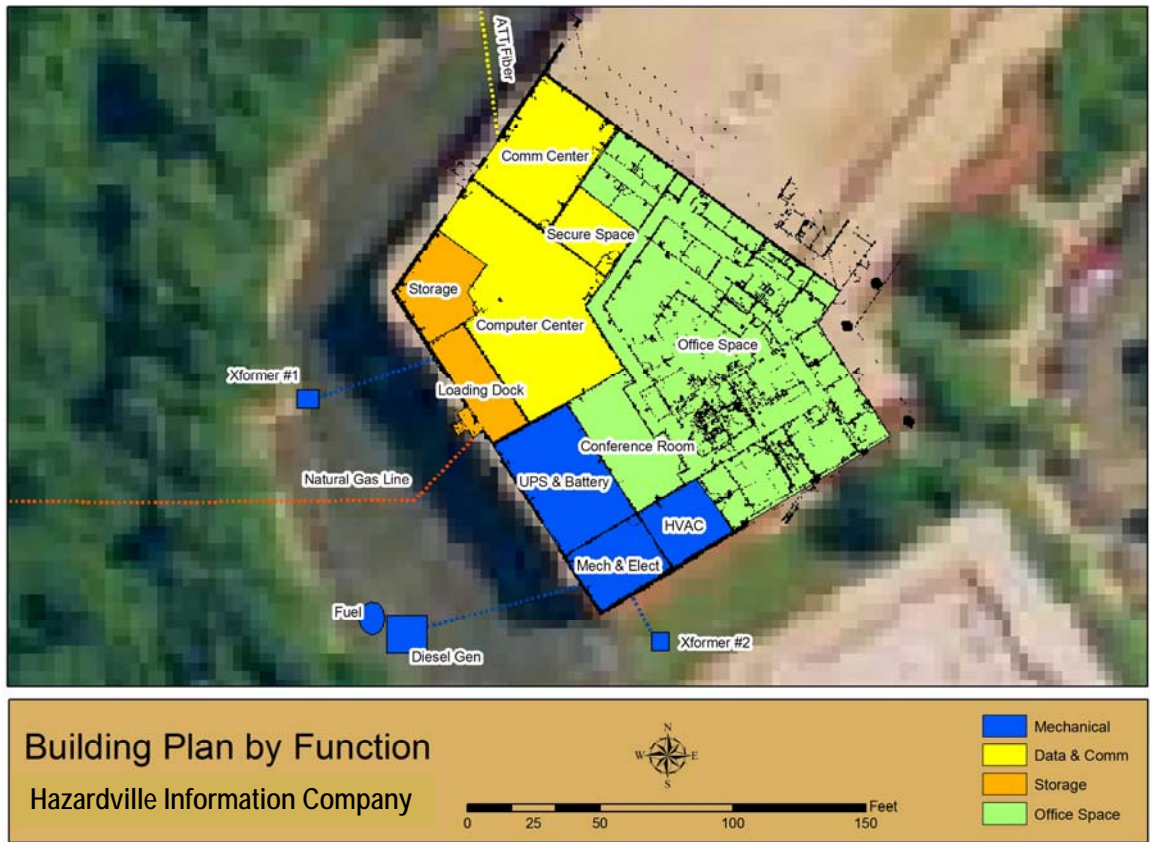 ATT Fiber
Comm Center
Secure Space
Storage
Computer Center
Office Space
Xformer #1
Loading Dock
Conference Room
Natural Gas Line
UPS & Battery
HVAC
Mech & Elect
Fuel
Diesel Gen
Xformer #2
Building Plan by Function
Hazardville Information Company
N
W
E
S
Feet
0 25 50 100 150
Mechanical
Data & Comm
Storage
Office Space